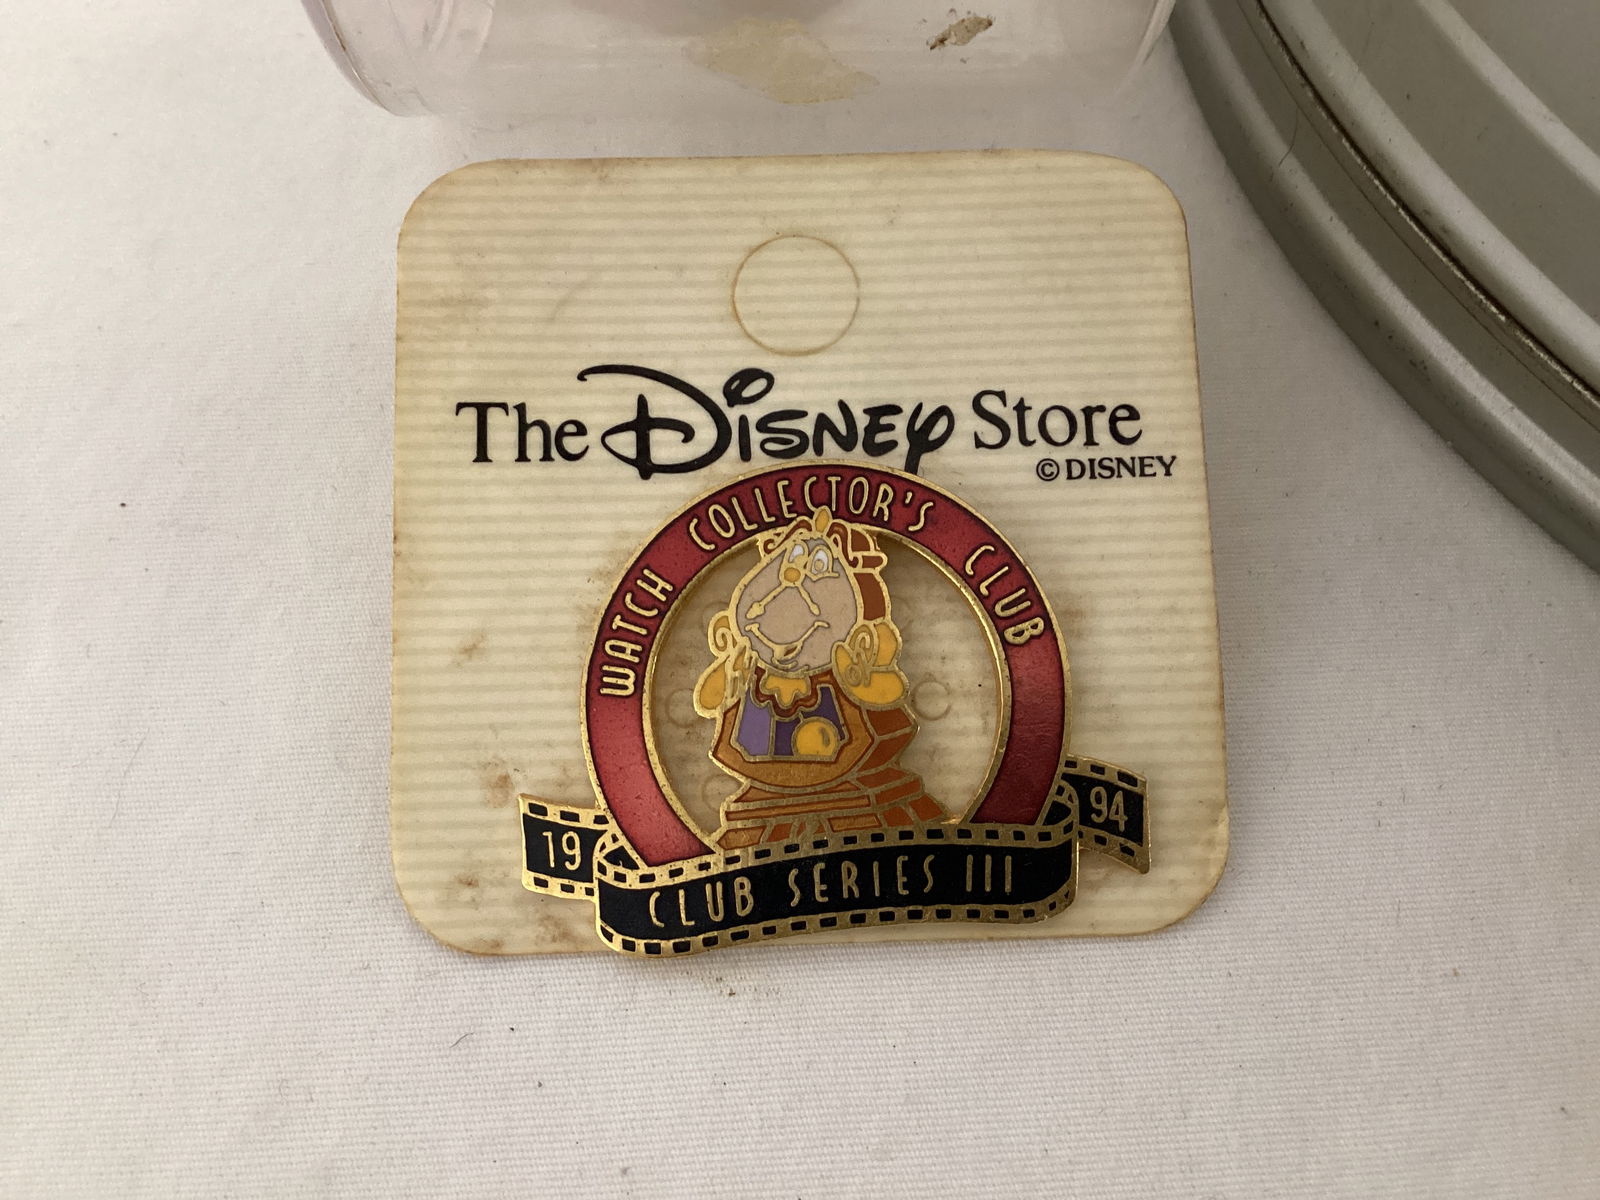 The Disney Store
© DISNEY
WATCH COLLECTOR'S CLUB
19 94
CLUB SERIES III